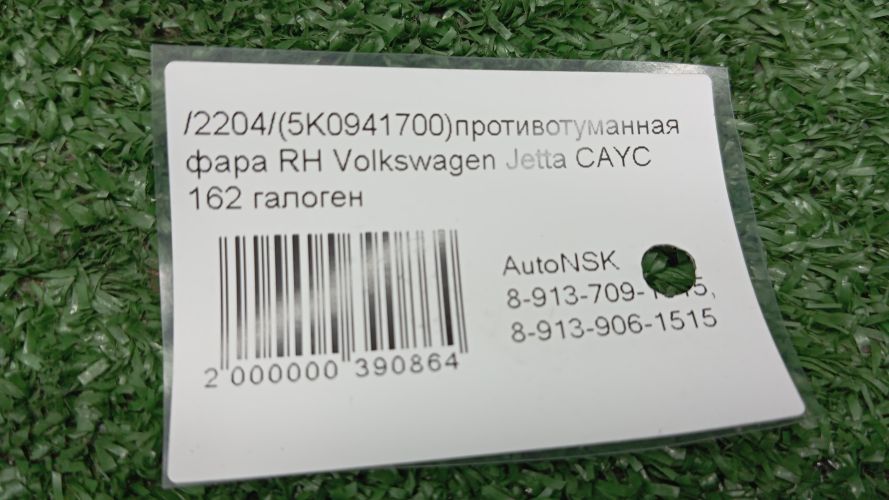 /2204/(5K0941700)противотуманная
фара RH Volkswagen Jetta CAYC
162 галоген
AutoNSK
8-913-906-1515
2 000000 390864